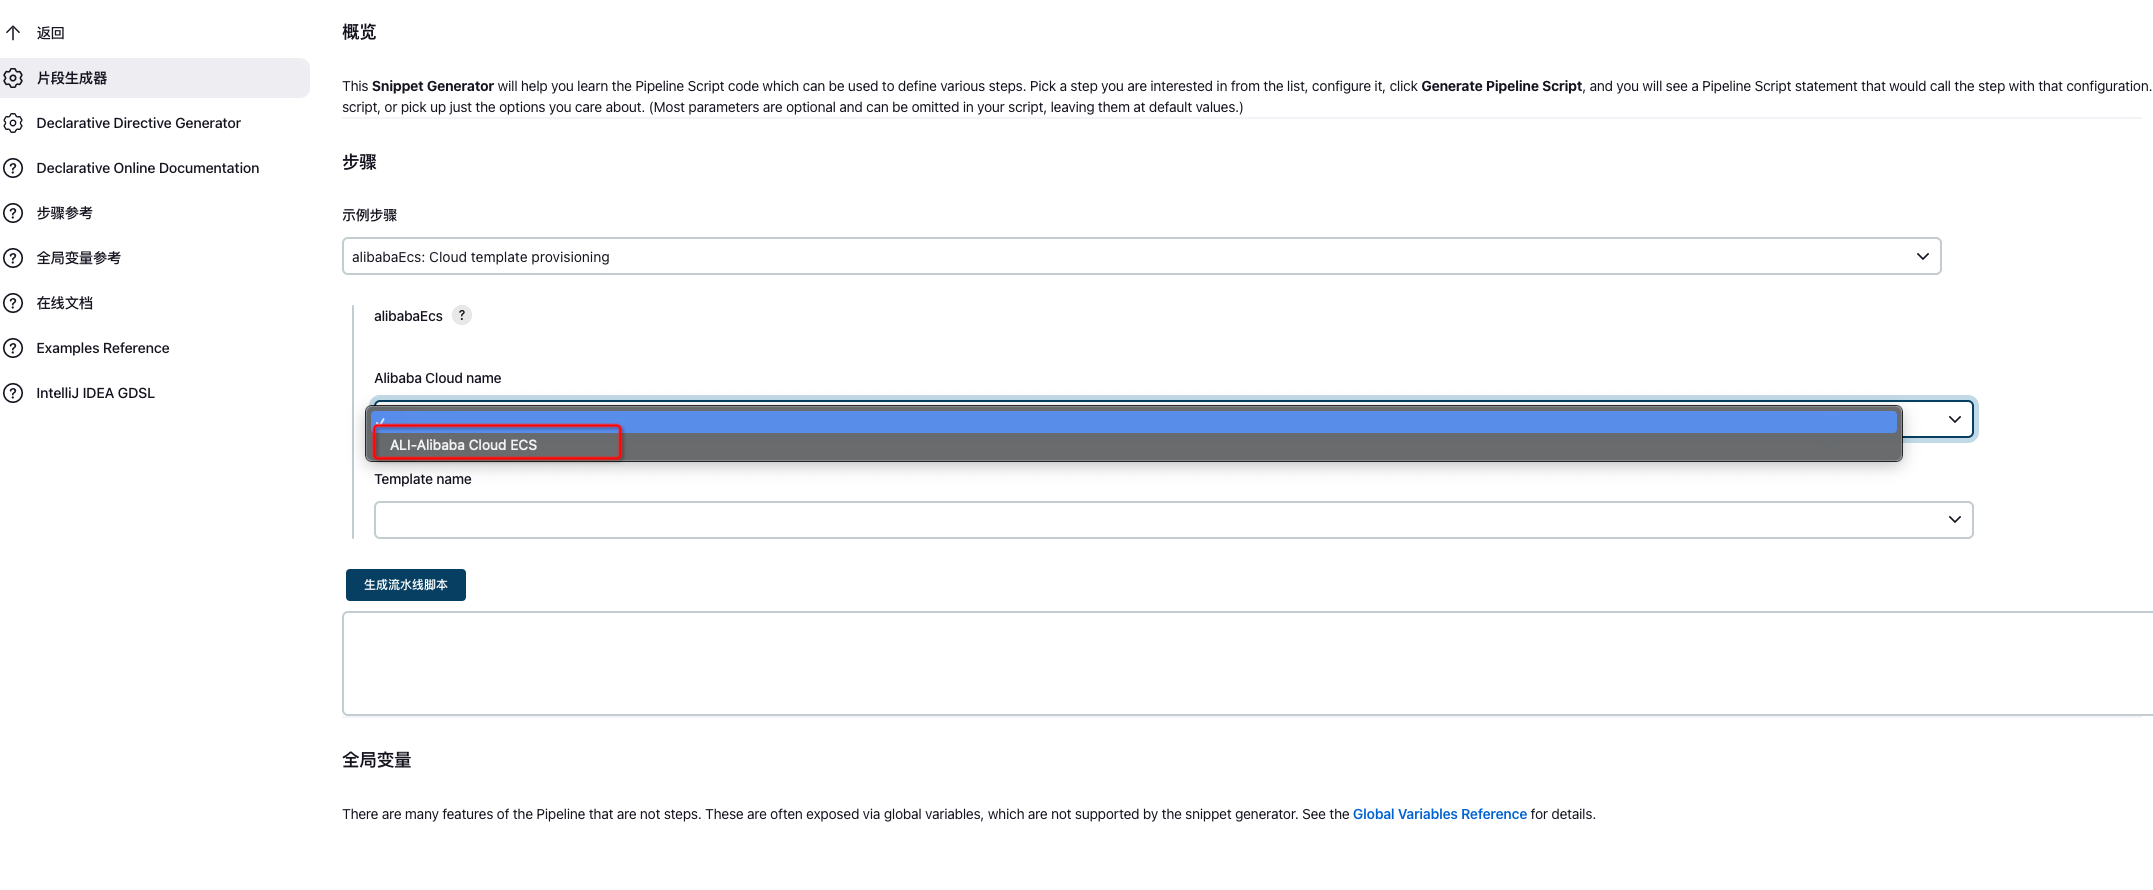 返回
片段生成器
Declarative Directive Generator
Declarative Online Documentation
步骤参考
全局变量参考
在线文档
Examples Reference
IntelliJ IDEA GDSL
概览
This Snippet Generator will help you learn the Pipeline Script code which can be used to define various steps. Pick a step you are interested in from the list, configure it, click Generate Pipeline Script, and you will see a Pipeline Script statement that would call the step with that configuration.
script, or pick up just the options you care about. (Most parameters are optional and can be omitted in your script, leaving them at default values.)
步骤
示例步骤
alibabaEcs: Cloud template provisioning
alibabaEcs ?
Alibaba Cloud name
ALI-Alibaba Cloud ECS
Template name
生成流水线脚本
全局变量
There are many features of the Pipeline that are not steps. These are often exposed via global variables, which are not supported by the snippet generator. See the Global Variables Reference for details.